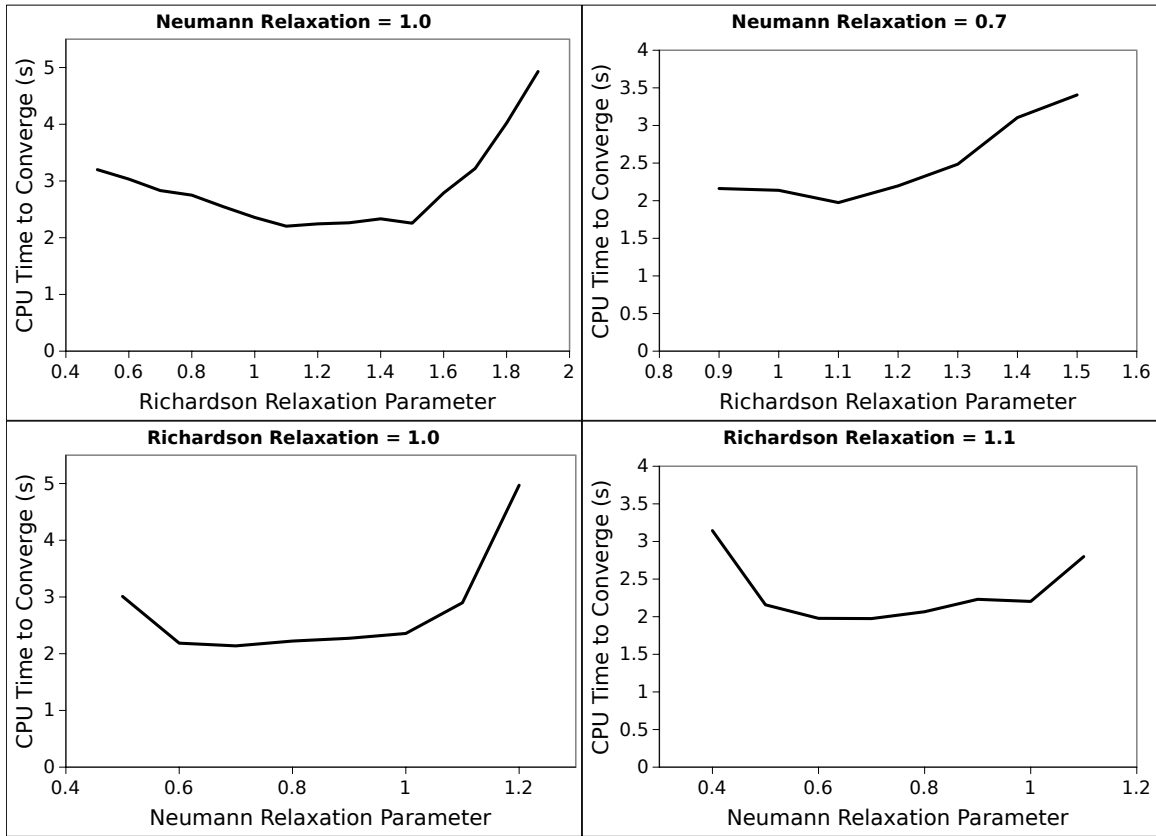 Neumann Relaxation = 1.0
CPU Time to Converge (s)
5
4
3
2
1
0
0.4 0.6 0.8 1 1.2 1.4 1.6 1.8 2
Richardson Relaxation Parameter
Neumann Relaxation = 0.7
CPU Time to Converge (s)
4
3.5
3
2.5
2
1.5
1
0.5
0
0.8 0.9 1 1.1 1.2 1.3 1.4 1.5 1.6
Richardson Relaxation Parameter
Richardson Relaxation = 1.0
CPU Time to Converge (s)
5
4
3
2
1
0
0.4 0.6 0.8 1 1.2
Neumann Relaxation Parameter
Richardson Relaxation = 1.1
CPU Time to Converge (s)
4
3.5
3
2.5
2
1.5
1
0.5
0
0.4 0.6 0.8 1 1.2
Neumann Relaxation Parameter